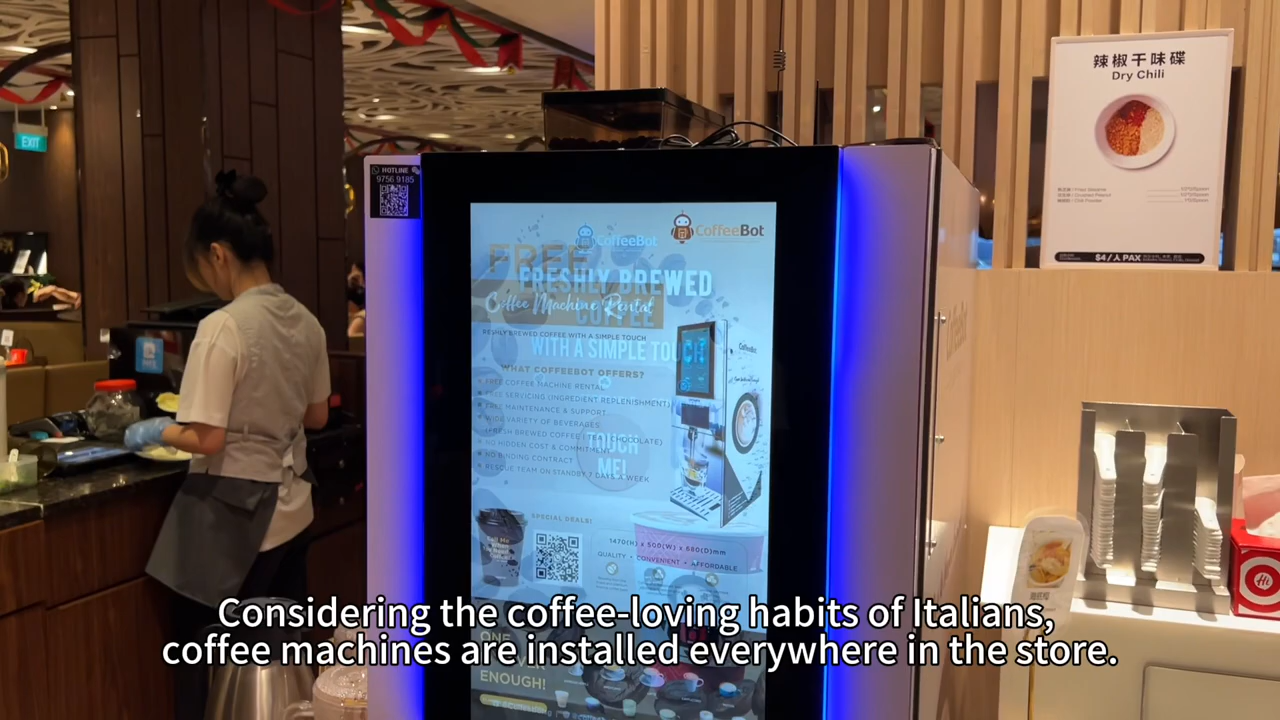 EXIT
HOTLINE
9756 9185
辣椒干味碟
Dry Chili
$4/人 PAX
CoffeeBot
CoffeeBot
FREE
FRESHLY BREWED
Coffee Machine Rental
COFFEE
WITH A SIMPLE TOUCH
WHAT COFFEEBOT OFFERS?
FREE COFFEE MACHINE RENTAL
FREE SERVICING (INGREDIENT REPLENISHMENT)
FREE MAINTENANCE & SUPPORT
WIDE VARIETY OF BEVERAGES
(FRESH BREWED COFFEE | TEA | CHOCOLATE)
NO HIDDEN COST & COMMITMENT
NO BINDING CONTRACT
RESCUE TEAM ON STANDBY 7 DAYS A WEEK
TOUCH
ME!
SPECIAL DEALS!
1470(H) x 500(W) x 680(D)mm
QUALITY • CONVENIENT • AFFORDABLE
ENOUGH!
Hi
Considering the coffee-loving habits of Italians,
coffee machines are installed everywhere in the store.